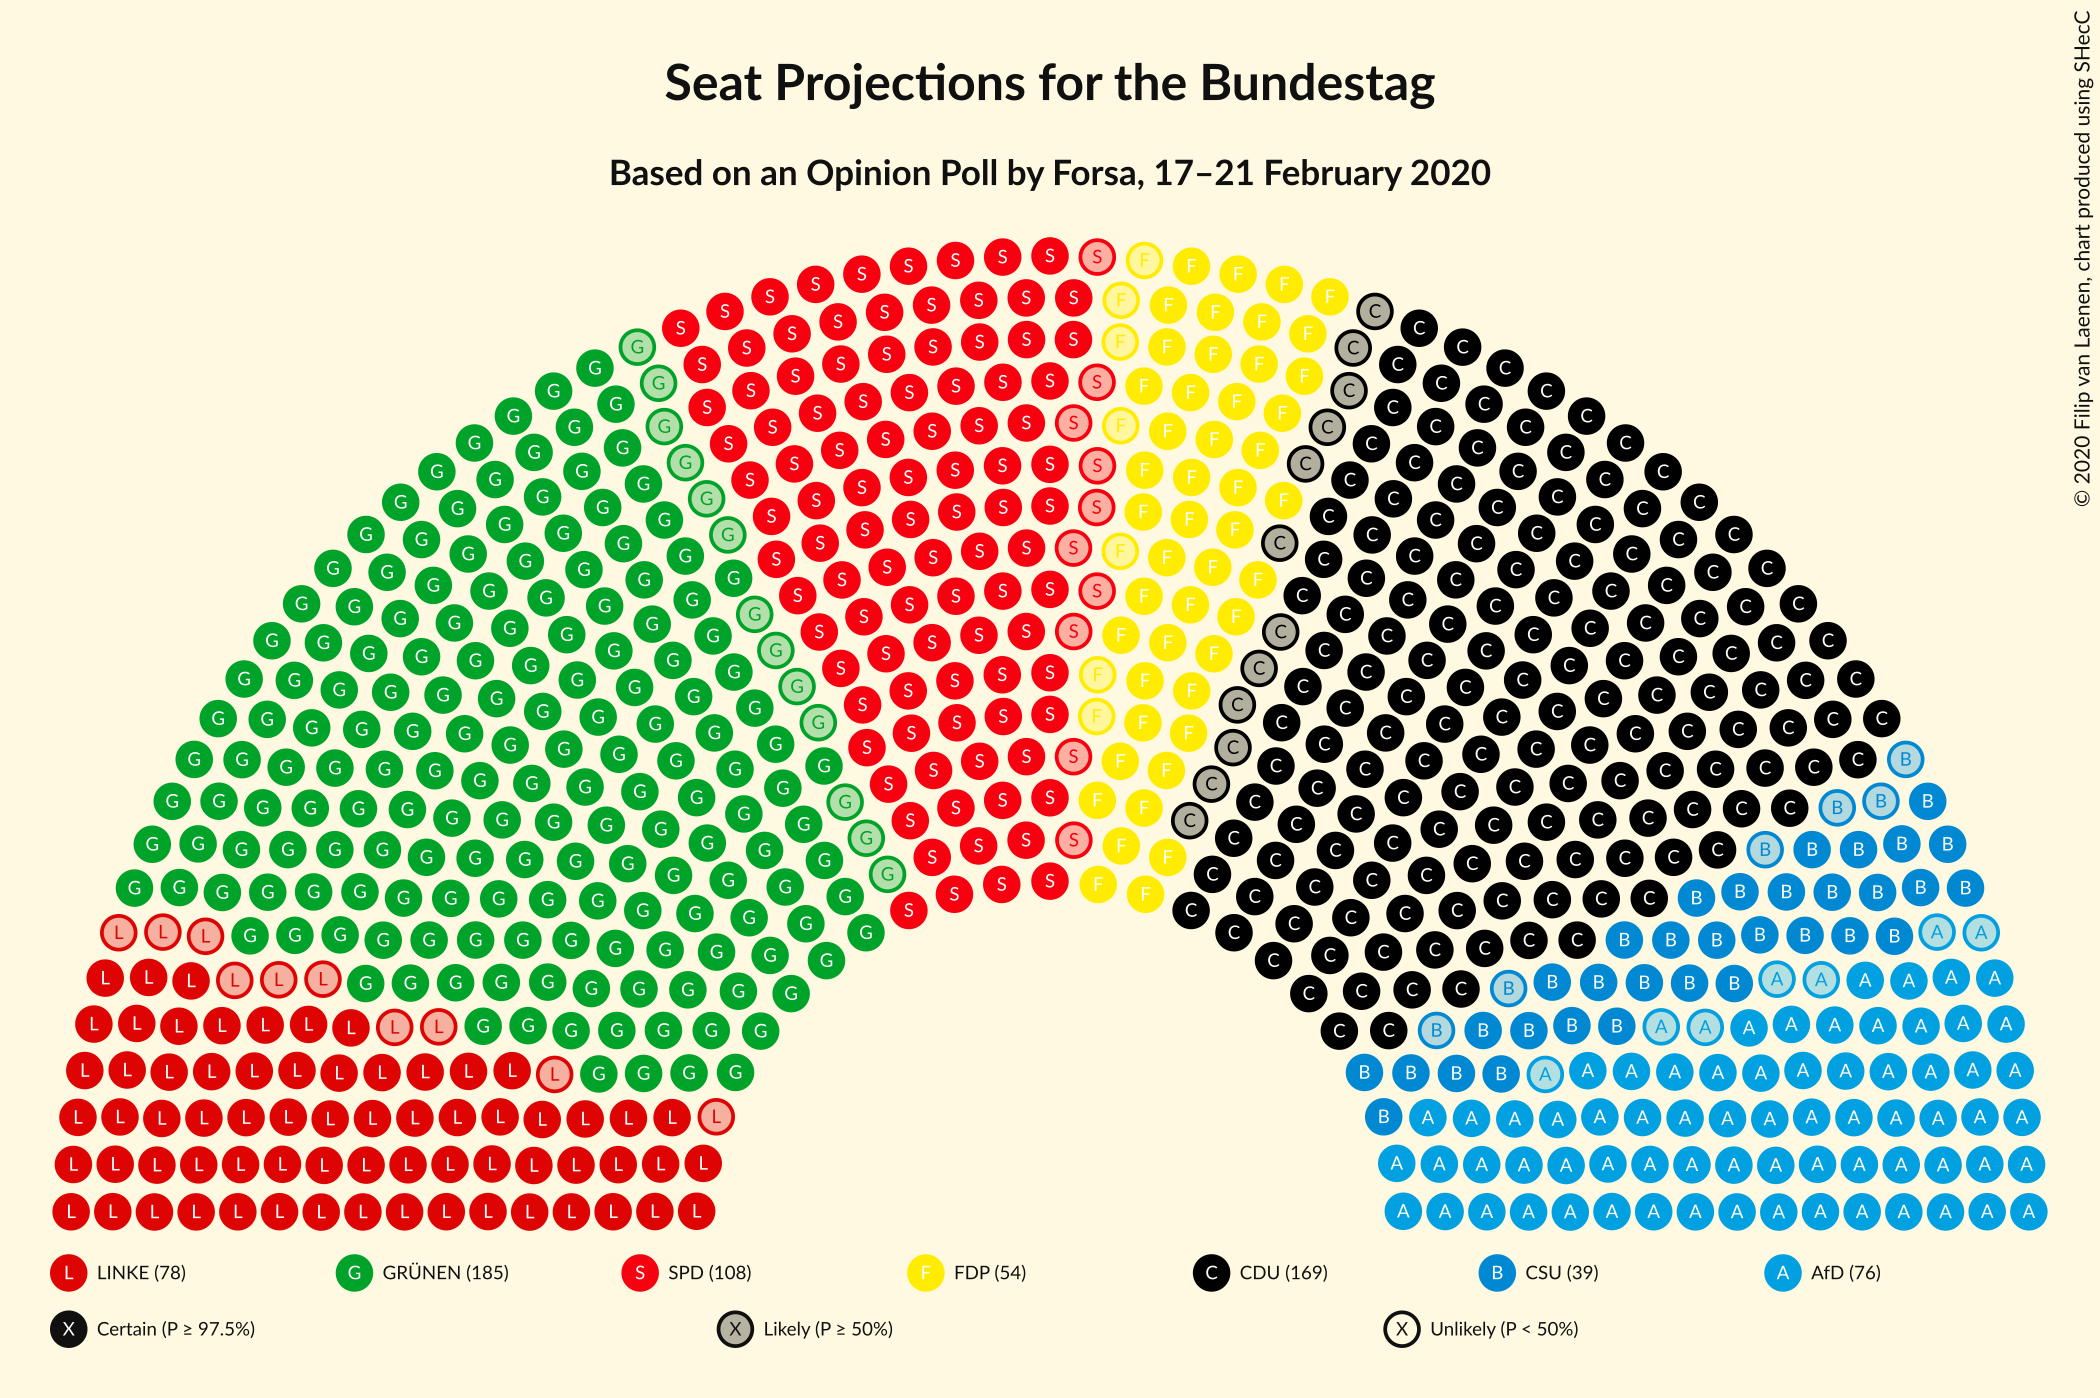 Seat Projections for the Bundestag
Based on an Opinion Poll by Forsa, 17–21 February 2020
© 2020 Filip van Laenen, chart produced using SHecC
L LINKE (78) G GRÜNEN (185) S SPD (108) F FDP (54) C CDU (169) B CSU (39) A AfD (76)
X Certain (P ≥ 97.5%) X Likely (P ≥ 50%) X Unlikely (P < 50%)